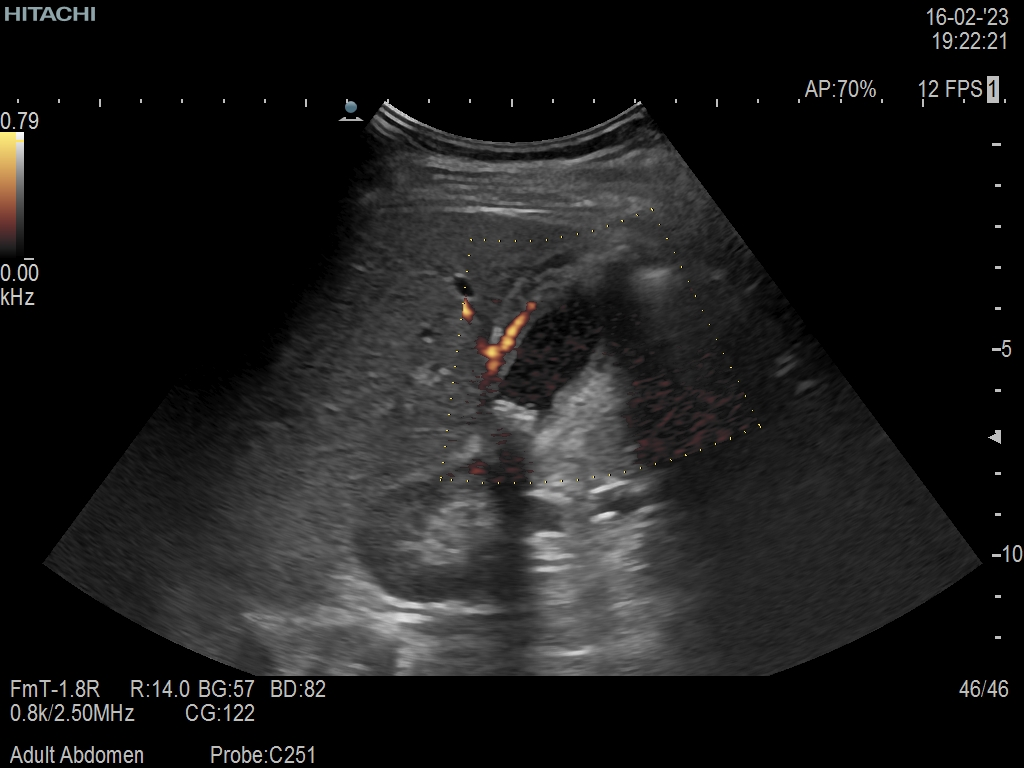 HITACHI
16-02-'23
19:22:21
AP:70% 12 FPS 1
0.79
0.00
kHz
5
10
FmT-1.8R R:14.0 BG:57 BD:82
46/46
0.8k/2.50MHz CG:122
Adult Abdomen Probe:C251